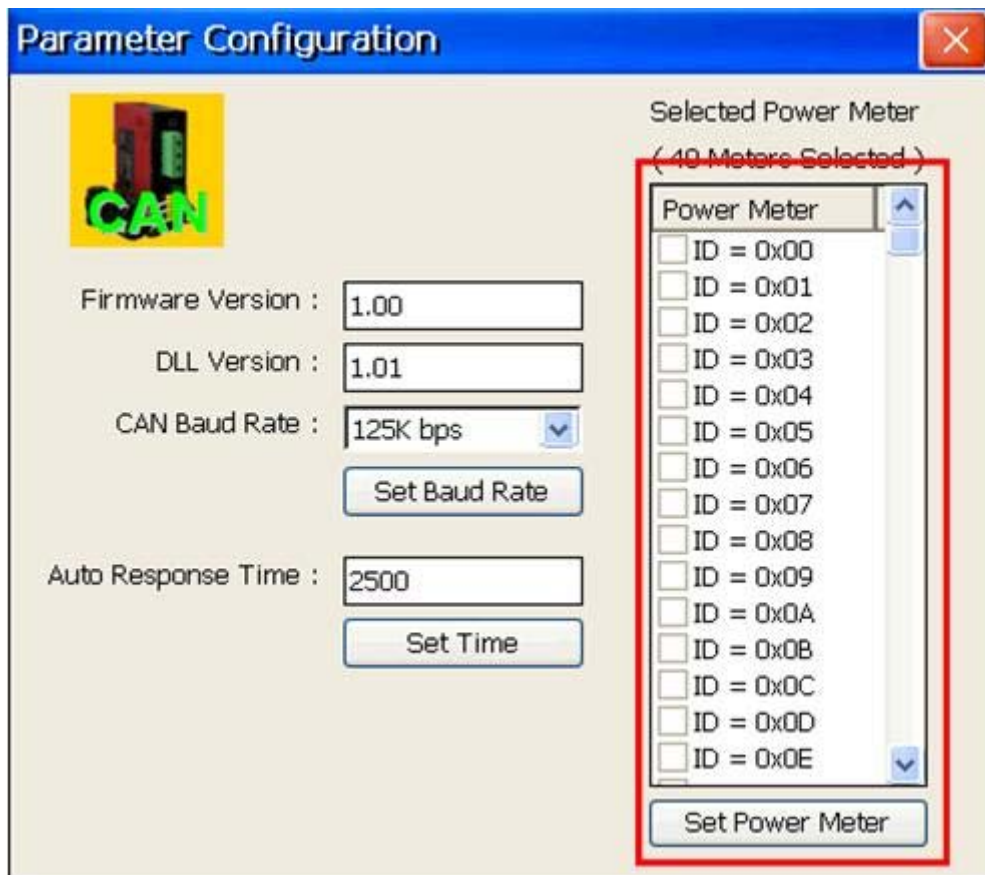 Parameter Configuration
CAN
Firmware Version :
1.00
DLL Version :
1.01
CAN Baud Rate :
125K bps
Set Baud Rate
Auto Response Time :
2500
Set Time
Selected Power Meter
( 40 Meters Selected )
Power Meter
ID = 0x00
ID = 0x01
ID = 0x02
ID = 0x03
ID = 0x04
ID = 0x05
ID = 0x06
ID = 0x07
ID = 0x08
ID = 0x09
ID = 0x0A
ID = 0x0B
ID = 0x0C
ID = 0x0D
ID = 0x0E
Set Power Meter